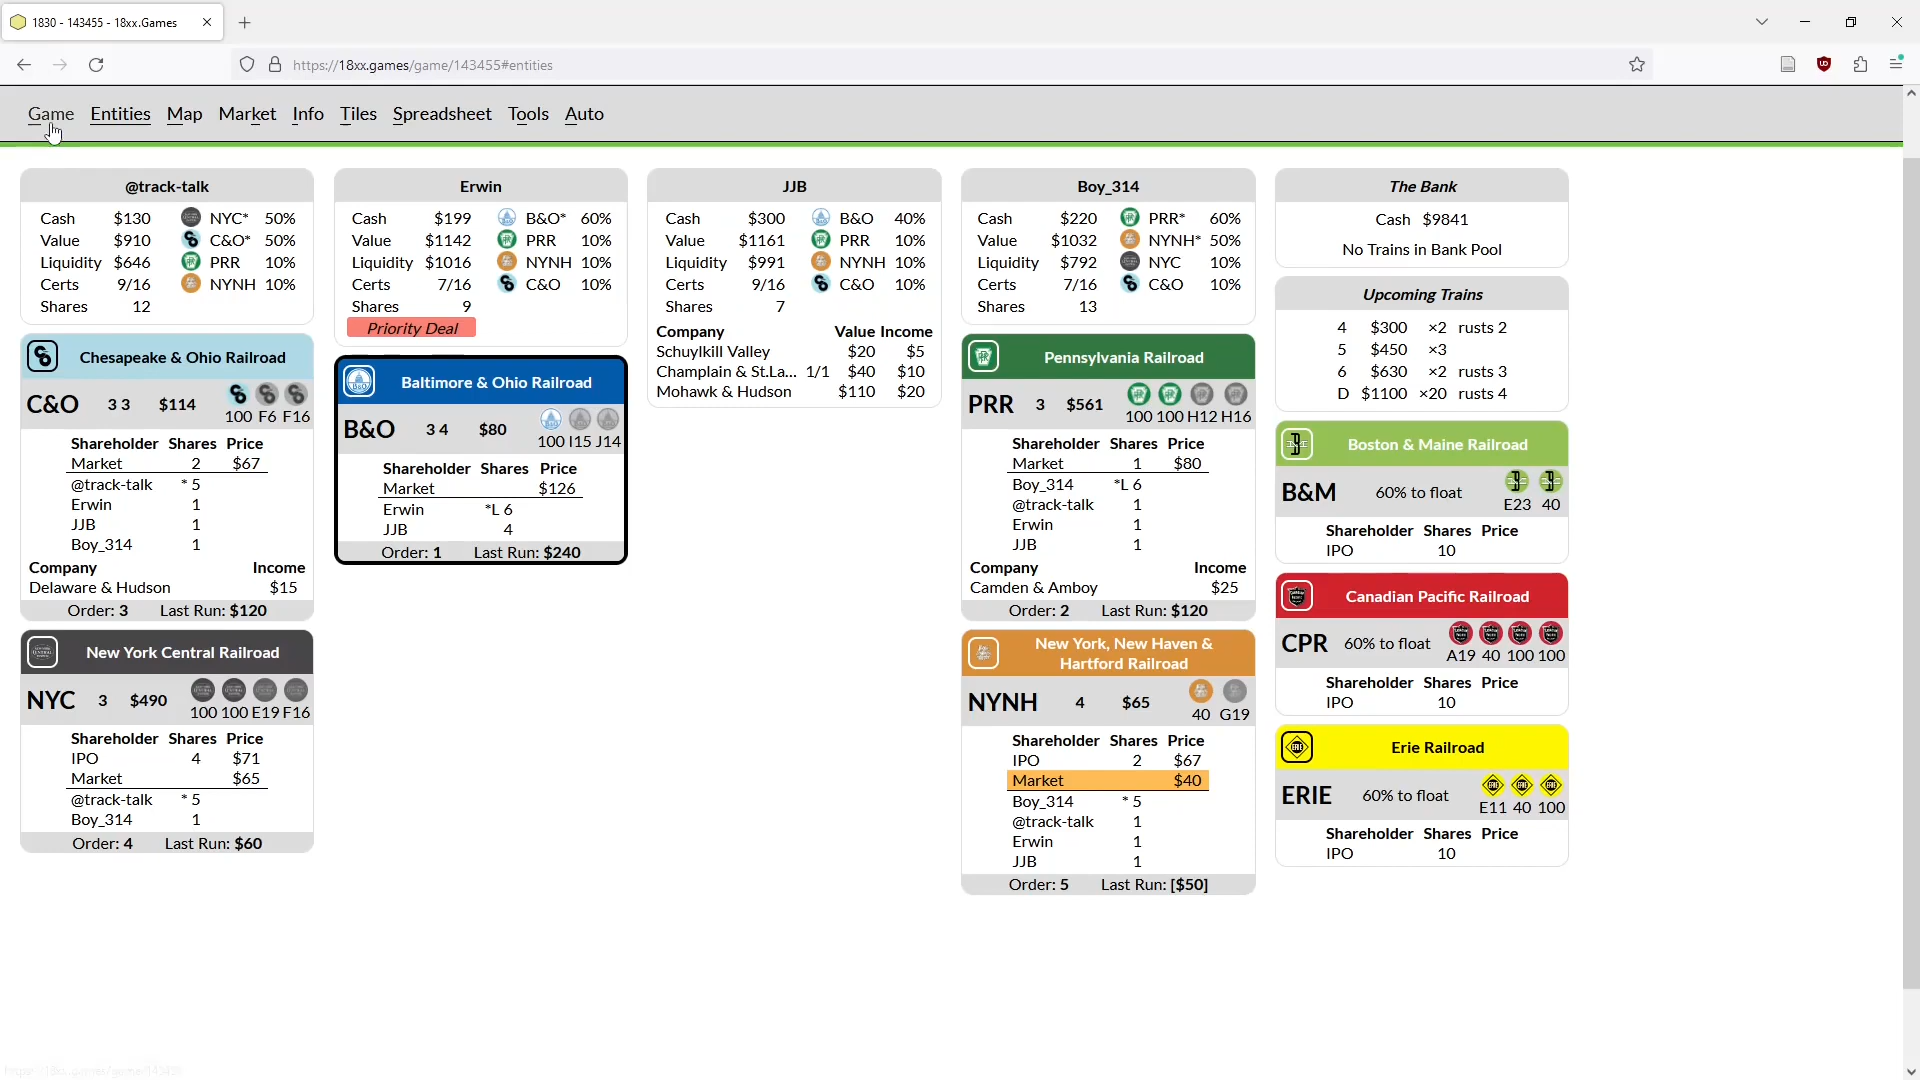 1830 - 143455 - 18xx.Games
https://18xx.games/game/143455#entities
Game Entities Map Market Info Tiles Spreadsheet Tools Auto
@track-talk
Cash $130 NYC* 50%
Value $910 C&O* 50%
Liquidity $646 PRR 10%
Certs 9/16 NYNH 10%
Shares 12
Chesapeake & Ohio Railroad
C&O 3 3 $114 100 F6 F16
Shareholder Shares Price
Market 2 $67
@track-talk * 5
Erwin 1
JJB 1
Boy_314 1
Company Income
Delaware & Hudson $15
Order: 3 Last Run: $120
New York Central Railroad
NYC 3 $490 100 100 E19 F16
Shareholder Shares Price
IPO 4 $71
Market $65
@track-talk * 5
Boy_314 1
Order: 4 Last Run: $60
Erwin
Cash $199 B&O* 60%
Value $1142 PRR 10%
Liquidity $1016 NYNH 10%
Certs 7/16 C&O 10%
Shares 9
Priority Deal
Baltimore & Ohio Railroad
B&O 3 4 $80 100 I15 J14
Shareholder Shares Price
Market $126
Erwin *L 6
JJB 4
Order: 1 Last Run: $240
JJB
Cash $300 B&O 40%
Value $1161 PRR 10%
Liquidity $991 NYNH 10%
Certs 9/16 C&O 10%
Shares 7
Company Value Income
Schuylkill Valley $20 $5
Champlain & St.La... 1/1 $40 $10
Mohawk & Hudson $110 $20
Boy_314
Cash $220 PRR* 60%
Value $1032 NYNH* 50%
Liquidity $792 NYC 10%
Certs 7/16 C&O 10%
Shares 13
Pennsylvania Railroad
PRR 3 $561 100 100 H12 H16
Shareholder Shares Price
Market 1 $80
Boy_314 *L 6
@track-talk 1
Erwin 1
JJB 1
Company Income
Camden & Amboy $25
Order: 2 Last Run: $120
New York, New Haven &
Hartford Railroad
NYNH 4 $65 40 G19
Shareholder Shares Price
IPO 2 $67
Market $40
Boy_314 * 5
@track-talk 1
Erwin 1
JJB 1
Order: 5 Last Run: [$50]
The Bank
Cash $9841
No Trains in Bank Pool
Upcoming Trains
4 $300 ×2 rusts 2
5 $450 ×3
6 $630 ×2 rusts 3
D $1100 ×20 rusts 4
Boston & Maine Railroad
B&M 60% to float E23 40
Shareholder Shares Price
IPO 10
Canadian Pacific Railroad
CPR 60% to float A19 40 100 100
Shareholder Shares Price
IPO 10
Erie Railroad
ERIE 60% to float E11 40 100
Shareholder Shares Price
IPO 10